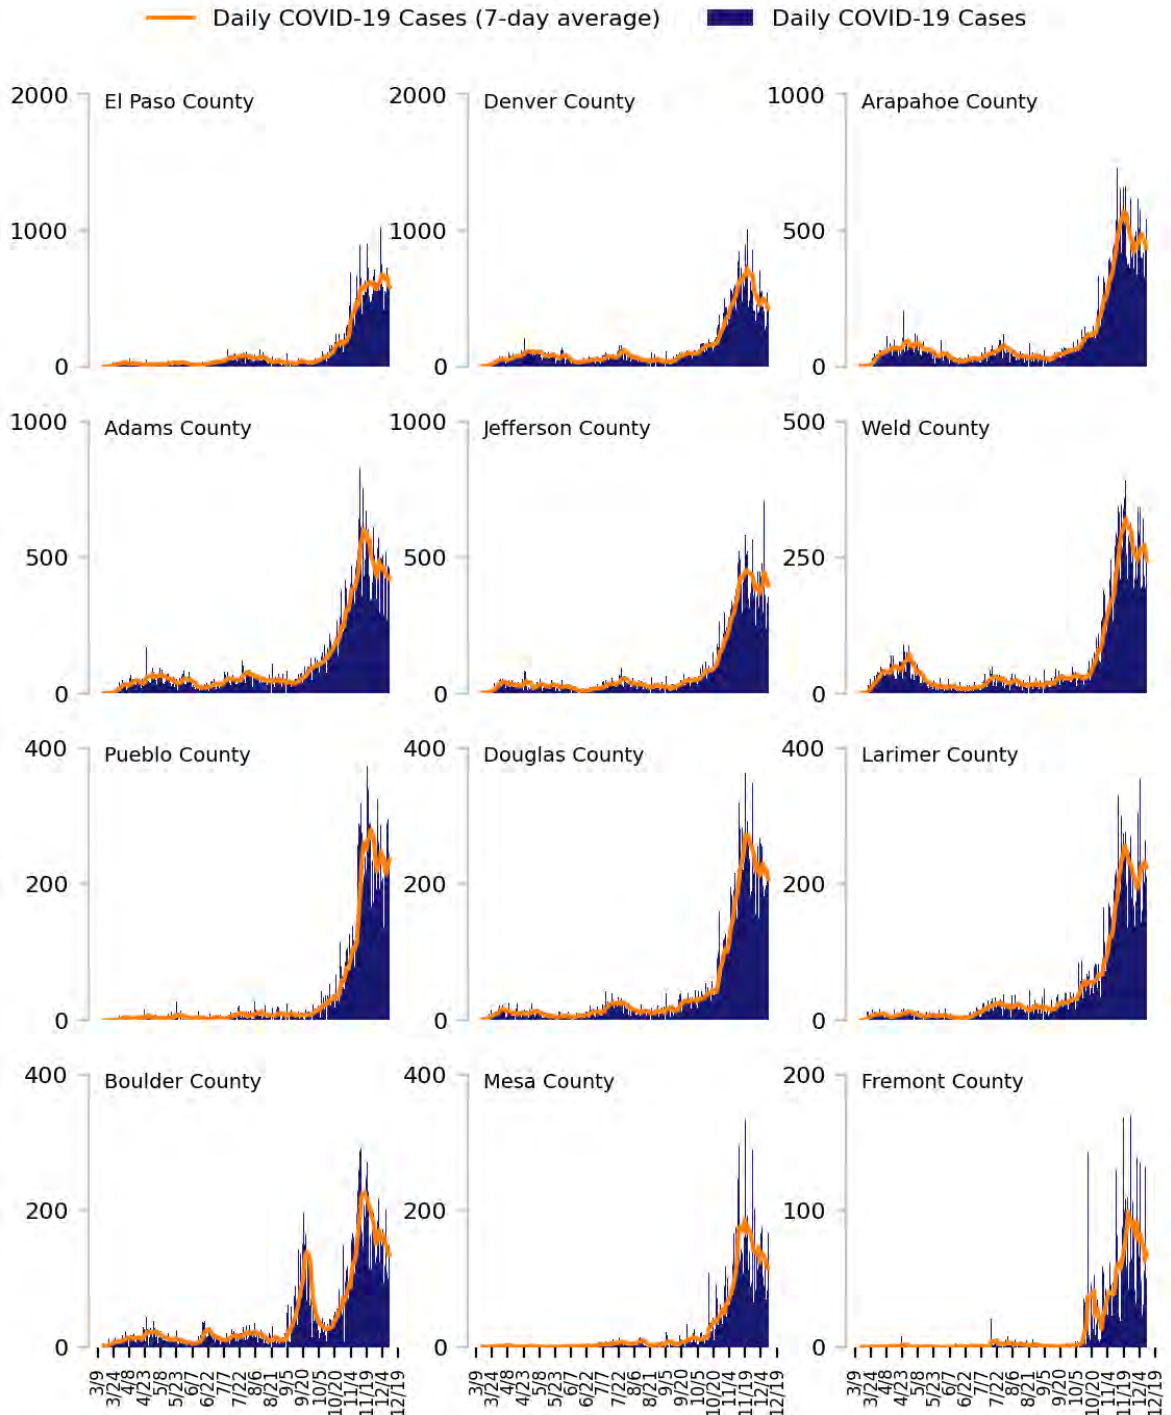 Daily COVID-19 Cases (7-day average) Daily COVID-19 Cases
2000 El Paso County 2000 Denver County 1000 Arapahoe County
1000 1000 500
0 0 0
1000 Adams County 1000 Jefferson County 500 Weld County
500 500 250
0 0 0
400 Pueblo County 400 Douglas County 400 Larimer County
200 200 200
0 0 0
400 Boulder County 400 Mesa County 200 Fremont County
200 200 100
0 0 0
3/9 3/24 4/8 4/23 5/8 5/23 6/7 6/22 7/7 7/22 8/6 8/21 9/5 9/20 10/5 10/20 11/4 11/19 12/4 12/19 3/9 3/24 4/8 4/23 5/8 5/23 6/7 6/22 7/7 7/22 8/6 8/21 9/5 9/20 10/5 10/20 11/4 11/19 12/4 12/19 3/9 3/24 4/8 4/23 5/8 5/23 6/7 6/22 7/7 7/22 8/6 8/21 9/5 9/20 10/5 10/20 11/4 11/19 12/4 12/19